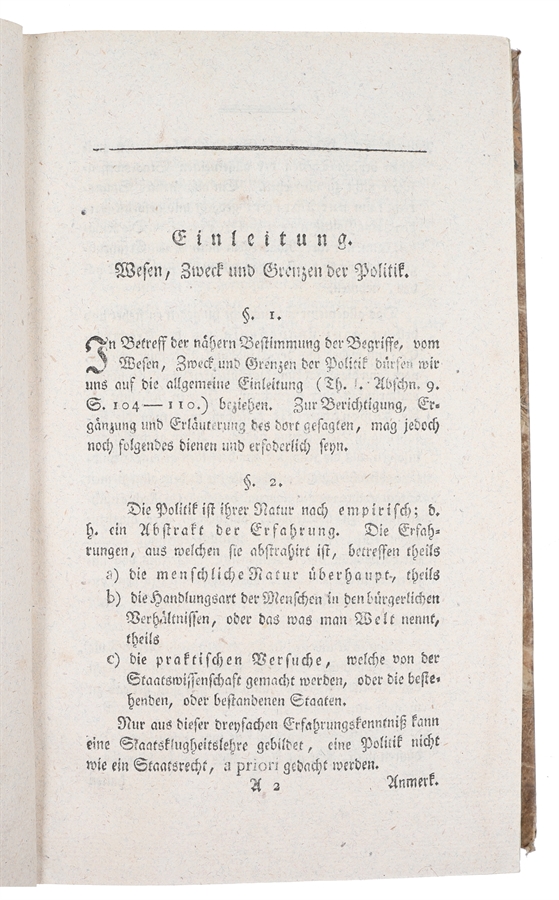 Einleitung.
Wesen, Zweck und Grenzen der Politik.
§. 1.
In Betreff der nähern Bestimmung der Begriffe, vom
Wesen, Zweck und Grenzen der Politik dürfen wir
uns auf die allgemeine Einleitung (Th. I. Abschn. 9.
S. 104—110.) beziehen. Zur Berichtigung, Er=
gänzung und Erläuterung des dort gesagten, mag jedoch
noch folgendes dienen und erfoderlich seyn.
§. 2.
Die Politik ist ihrer Natur nach empirisch; d.
h. ein Abstrakt der Erfahrung. Die Erfah=
rungen, aus welchen sie abstrahirt ist, betreffen theils
a) die menschliche Natur überhaupt, theils
b) die Handlungsart der Menschen in den bürgerlichen
Verhältnissen, oder das was man Welt nennt,
theils
c) die praktischen Versuche, welche von der
Staatswissenschaft gemacht werden, oder die beste=
henden, oder bestandenen Staaten.
Nur aus dieser dreyfachen Erfahrungskenntniß kann
eine Staatsklugheitslehre gebildet, eine Politik nicht
wie ein Staatsrecht, a priori gedacht werden.
A 2 Anmerk.